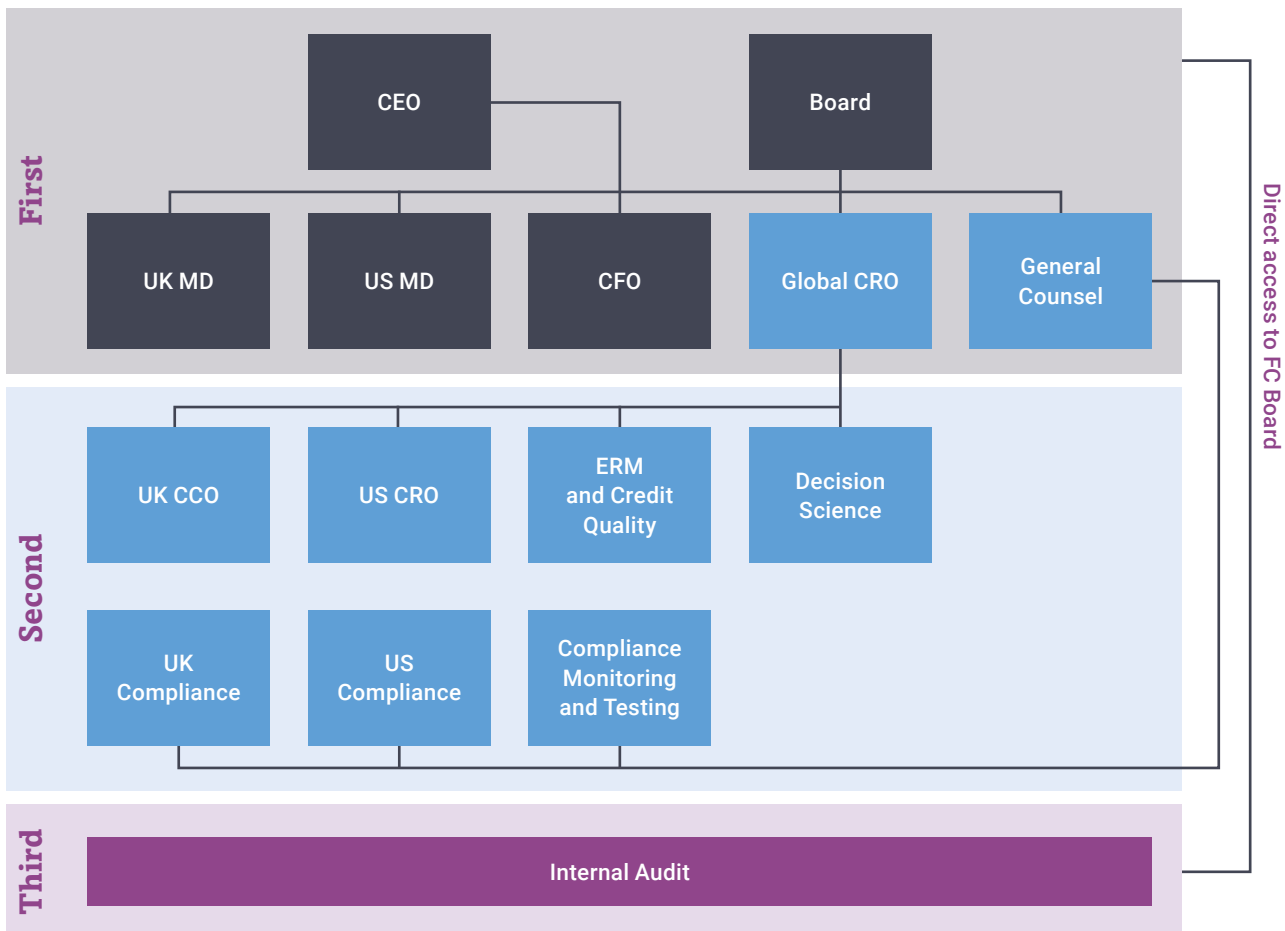 First
CEO
Board
UK MD
US MD
CFO
Global CRO
General
Counsel
Direct access to FC Board
Second
UK CCO
US CRO
ERM
and Credit
Quality
Decision
Science
UK
Compliance
US
Compliance
Compliance
Monitoring
and Testing
Third
Internal Audit